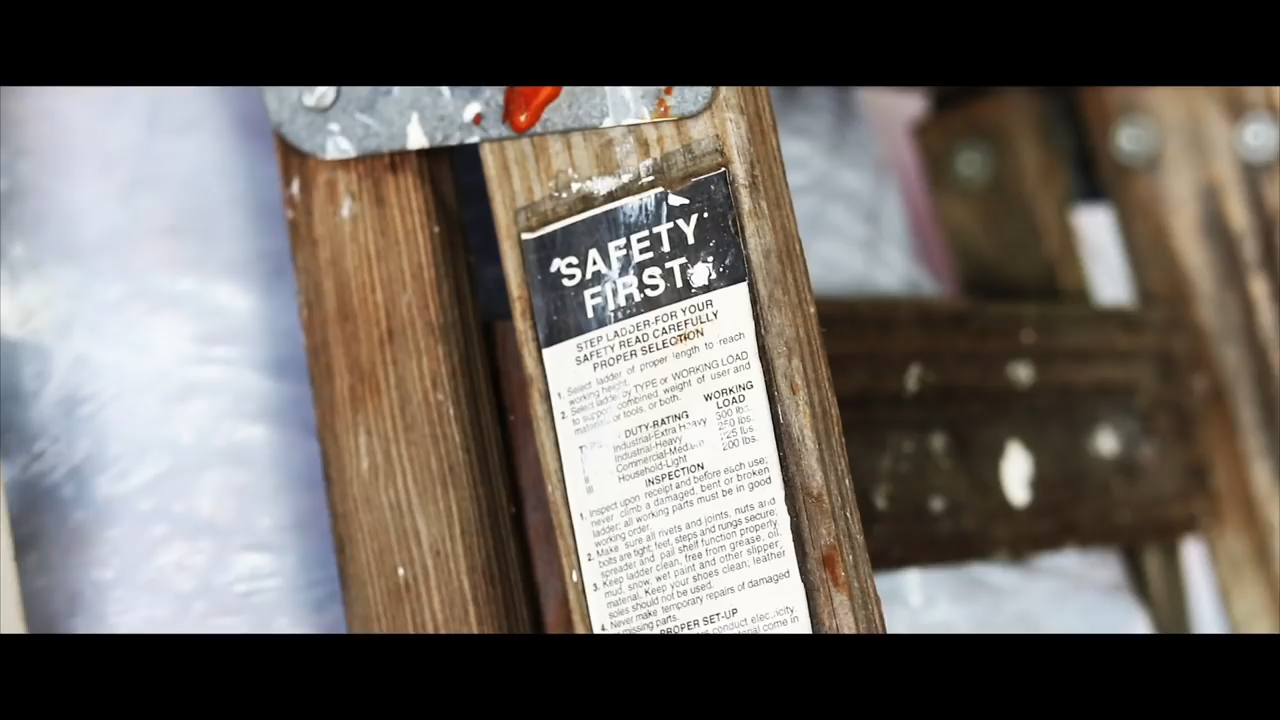 SAFETY
FIRST
STEP LADDER-FOR YOUR
SAFETY READ CAREFULLY
PROPER SELECTION
1. Select ladder of proper length to reach
working height.
2. Select ladder by TYPE or WORKING LOAD
to support combined weight of user and
materials or tools, or both.
DUTY-RATING WORKING
LOAD
Industrial-Extra Heavy 300 lbs.
Industrial-Heavy 250 lbs.
Commercial-Medium 225 lbs.
III Household-Light 200 lbs.
INSPECTION
1. Inspect upon receipt and before each use;
never climb a damaged, bent or broken
ladder; all working parts must be in good
working order.
2. Make sure all rivets and joints, nuts and
bolts are tight; feet, steps and rungs secure;
spreader and pail shelf function properly.
3. Keep ladder clean, free from grease, oil,
mud, snow, wet paint and other slippery
material. Keep your shoes clean; leather
soles should not be used.
4. Never make temporary repairs of damaged
missing parts.
PROPER SET-UP
conduct electricity.
come in